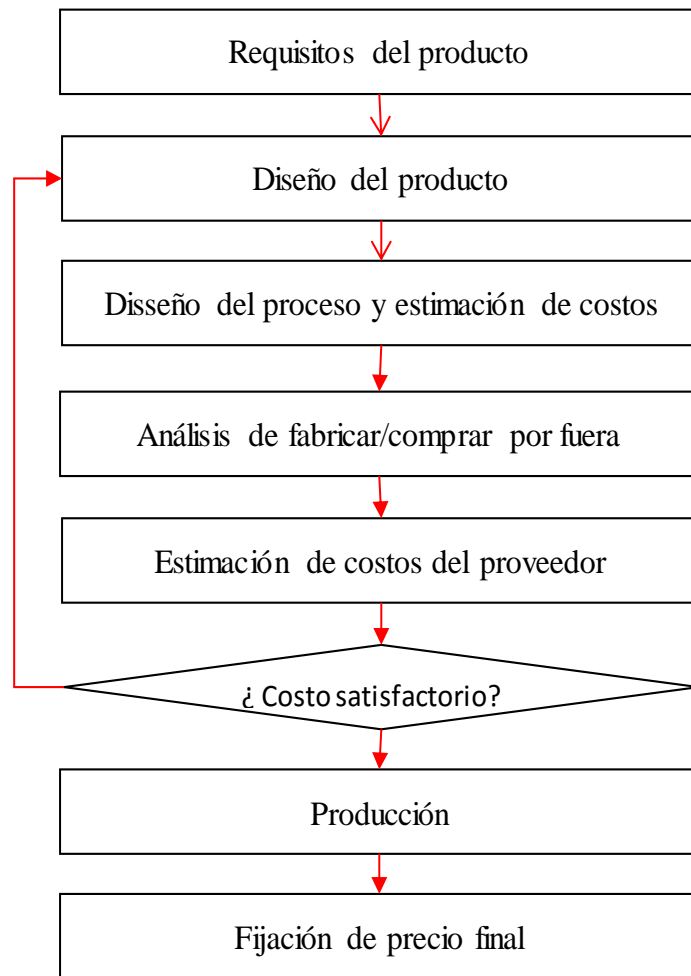 Requisitos del producto
Diseño del producto
Disseño del proceso y estimación de costos
Análisis de fabricar/comprar por fuera
Estimación de costos del proveedor
¿ Costo satisfactorio?
Producción
Fijación de precio final